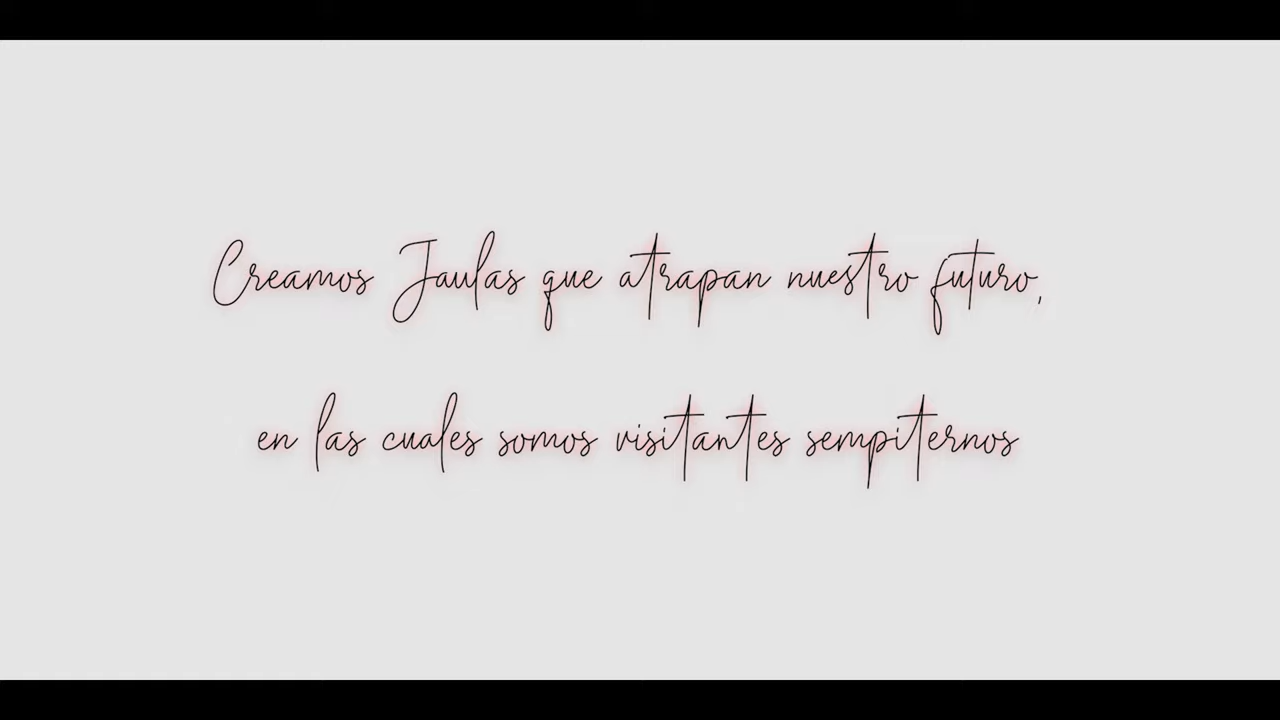 Creamos Jaulas que atrapan nuestro futuro,
en las cuales somos visitantes sempiternos